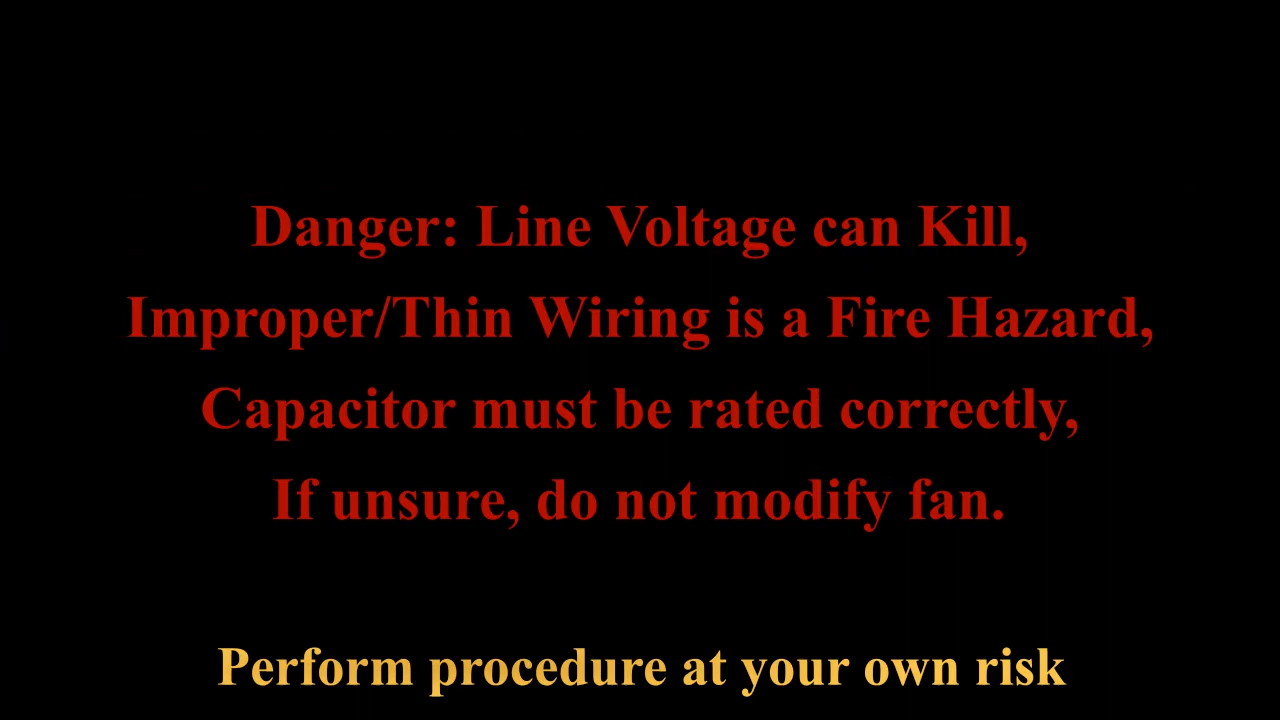 Danger: Line Voltage can Kill,
Improper/Thin Wiring is a Fire Hazard,
Capacitor must be rated correctly,
If unsure, do not modify fan.
Perform procedure at your own risk